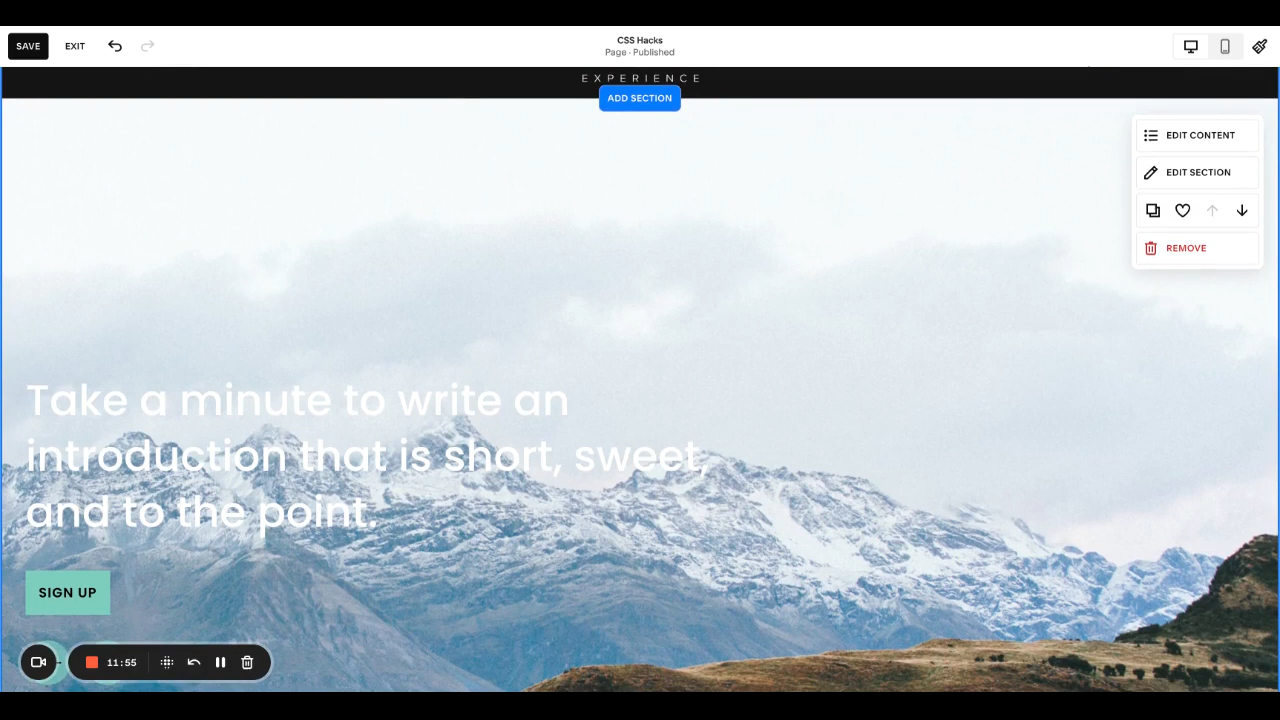 SAVE
EXIT
CSS Hacks
Page · Published
EXPERIENCE
ADD SECTION
EDIT CONTENT
EDIT SECTION
REMOVE
Take a minute to write an
introduction that is short, sweet,
and to the point.
SIGN UP
11:55